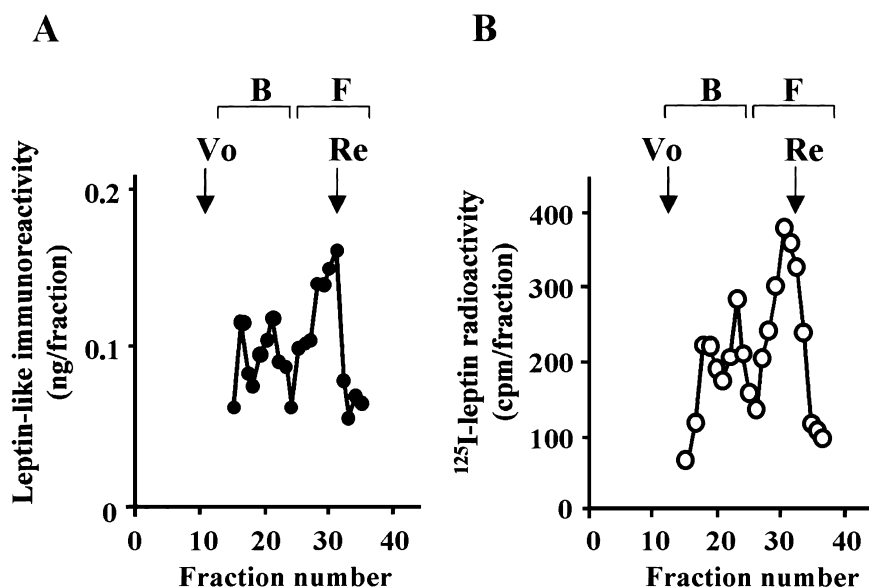 A
B F
Vo Re
Leptin-like immunoreactivity
(ng/fraction)
0,2
0.1
0
0 10 20 30 40
Fraction number
B
B F
Vo Re
125I-leptin radioactivity
(cpm/fraction)
400
300
200
100
0
0 10 20 30 40
Fraction number